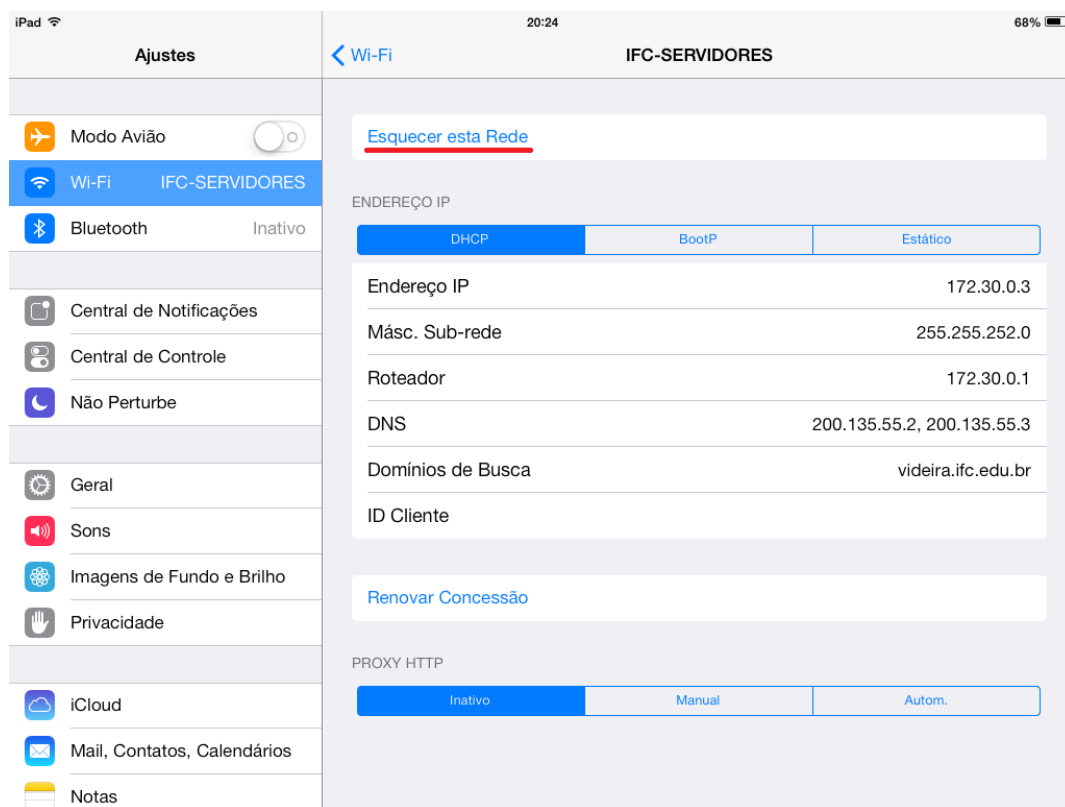 iPad 20:24 68%
Ajustes
Modo Avião
Wi-Fi IFC-SERVIDORES
Bluetooth Inativo
Central de Notificações
Central de Controle
Não Perturbe
Geral
Sons
Imagens de Fundo e Brilho
Privacidade
iCloud
Mail, Contatos, Calendários
Notas
Wi-Fi IFC-SERVIDORES
Esquecer esta Rede
ENDEREÇO IP
DHCP BootP Estático
Endereço IP 172.30.0.3
Másc. Sub-rede 255.255.252.0
Roteador 172.30.0.1
DNS 200.135.55.2, 200.135.55.3
Domínios de Busca videira.ifc.edu.br
ID Cliente
Renovar Concessão
PROXY HTTP
Inativo Manual Autom.